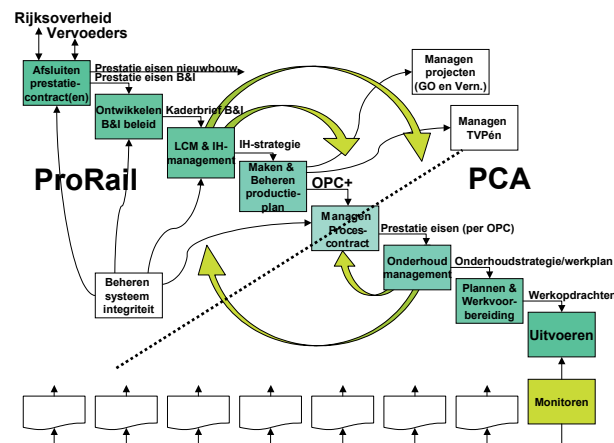 Rijksoverheid
Vervoeders
Afsluiten
prestatie-
contract(en)
Prestatie eisen nieuwbouw
Prestatie eisen B&I
Ontwikkelen
B&I beleid
Kaderbrief B&I
LCM & IH-
management
IH-strategie
Maken &
Beheren
productie-
plan
OPC+
Managen
projecten
(GO en Vern.)
Managen
TVPén
ProRail
PCA
Managen
Proces-
contract
Prestatie eisen (per OPC)
Onderhoud
management
Onderhoudstrategie/werkplan
Plannen &
Werkvoor-
bereiding
Werkopdrachten
Uitvoeren
Beheren
systeem
integriteit
Monitoren